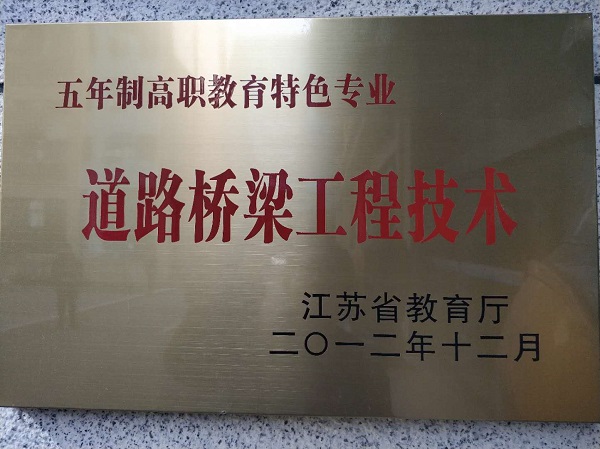 五年制高职教育特色专业
道路桥梁工程技术
江苏省教育厅
二〇一二年十二月